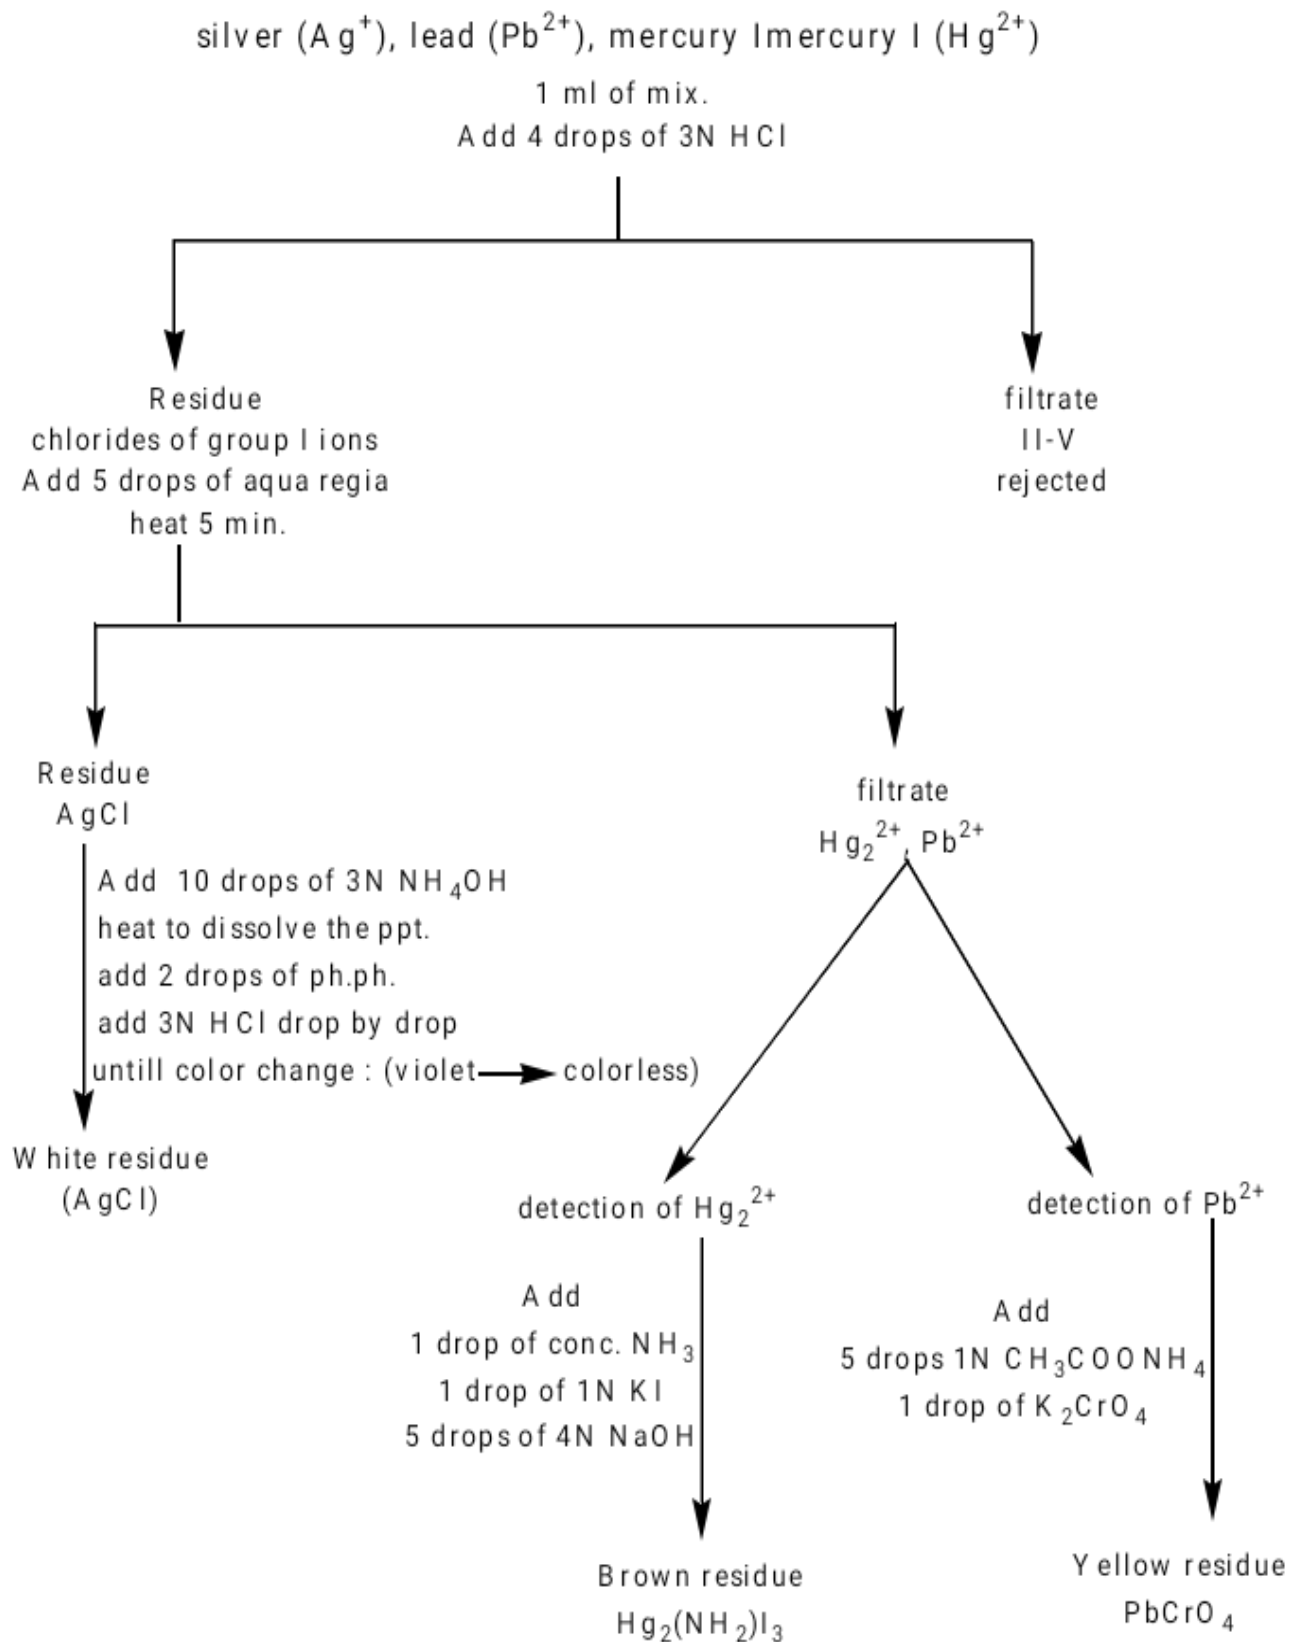 silver (Ag⁺), lead (Pb²⁺), mercury Imercury I (Hg²⁺)
1 ml of mix.
Add 4 drops of 3N HCl
Residue
chlorides of group I ions
Add 5 drops of aqua regia
heat 5 min.
filtrate
II-V
rejected
Residue
AgCl
filtrate
Hg₂²⁺, Pb²⁺
Add 10 drops of 3N NH₄OH
heat to dissolve the ppt.
add 2 drops of ph.ph.
add 3N HCl drop by drop
untill color change : (violet → colorless)
White residue
(AgCl)
detection of Hg₂²⁺
Add
1 drop of conc. NH₃
1 drop of 1N KI
5 drops of 4N NaOH
Brown residue
Hg₂(NH₂)I₃
detection of Pb²⁺
Add
5 drops 1N CH₃COONH₄
1 drop of K₂CrO₄
Yellow residue
PbCrO₄